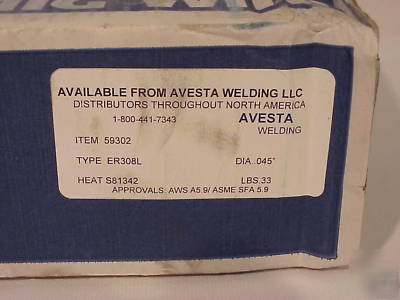 AVAILABLE FROM AVESTA WELDING LLC
DISTRIBUTORS THROUGHOUT NORTH AMERICA
1-800-441-7343 AVESTA
WELDING
ITEM 59302
TYPE ER308L DIA..045"
HEAT S81342 LBS.33
APPROVALS: AWS A5.9/ ASME SFA 5.9